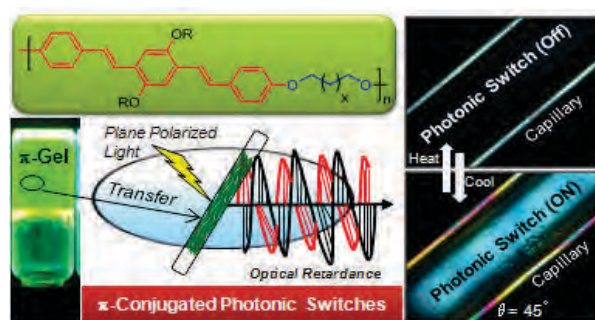 OR
RO
O
O
x
n
π-Gel
Plane Polarized
Light
Transfer
Optical Retardance
π-Conjugated Photonic Switches
Photonic Switch (Off)
Capillary
Heat
Cool
Photonic Switch (ON)
Capillary
θ = 45°